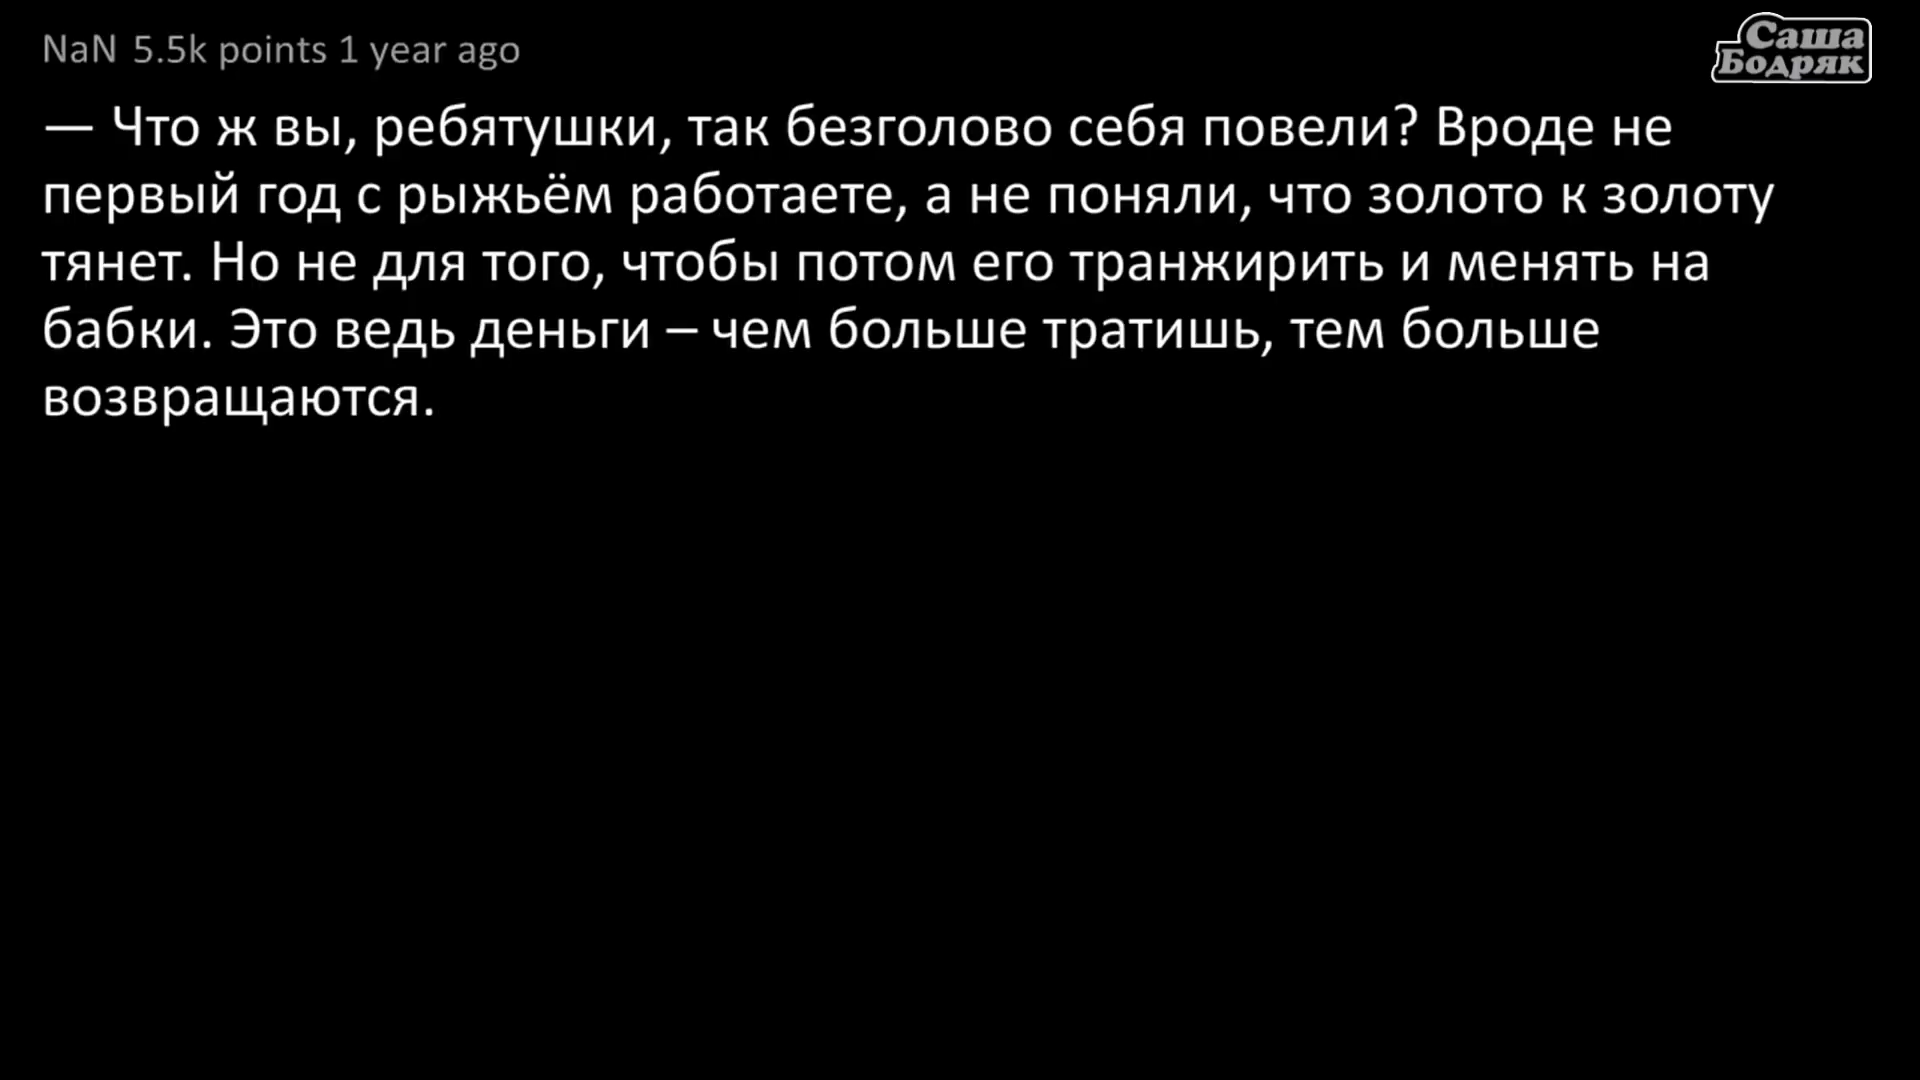 NaN 5.5k points 1 year ago
Саша
Бодряк
— Что ж вы, ребятушки, так безголово себя повели? Вроде не
первый год с рыжьём работаете, а не поняли, что золото к золоту
тянет. Но не для того, чтобы потом его транжирить и менять на
бабки. Это ведь деньги – чем больше тратишь, тем больше
возвращаются.